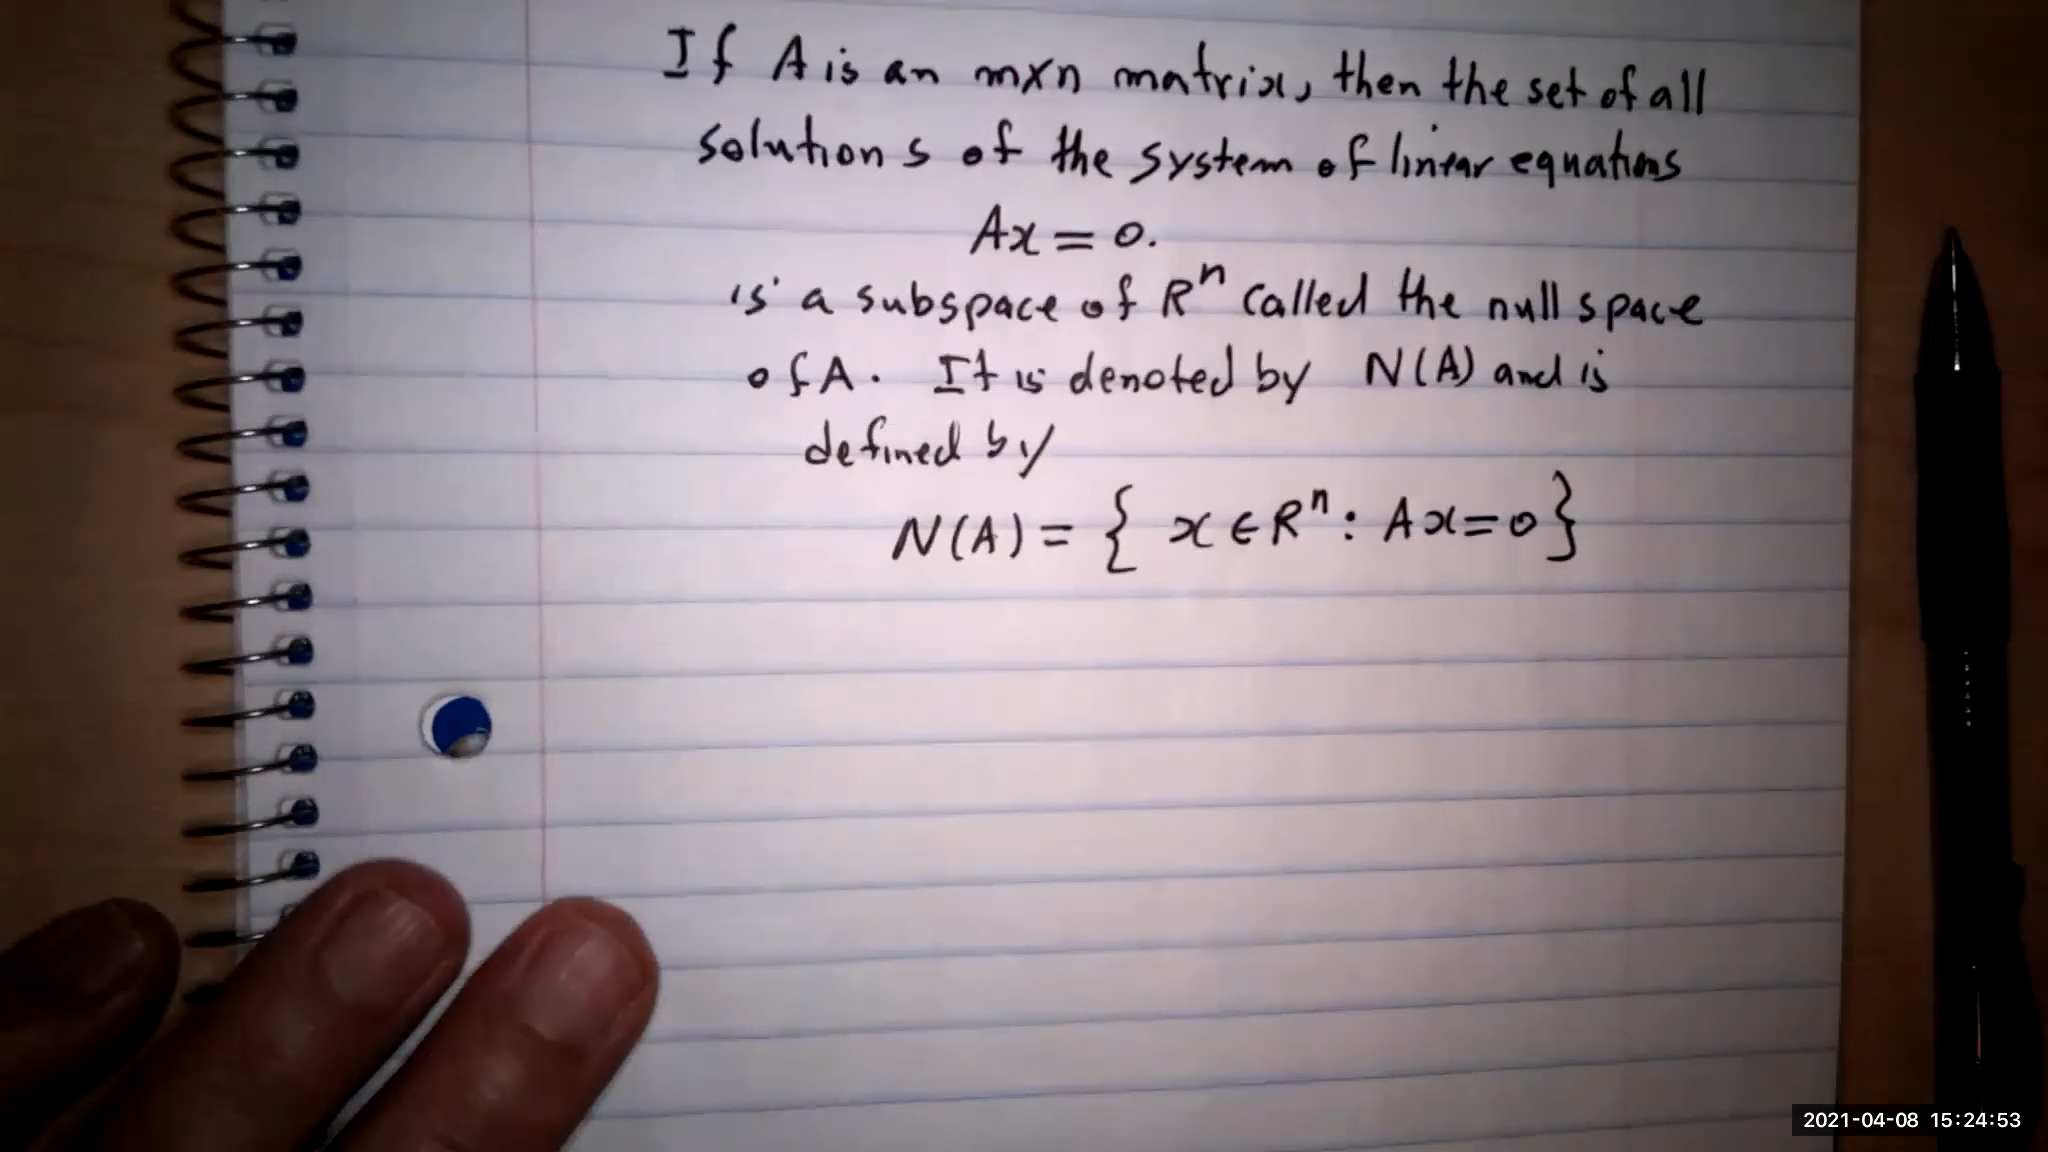 If A is an mxn matrix, then the set of all
solutions of the system of linear equations
Ax = 0.
is a subspace of Rⁿ called the null space
of A. It is denoted by N(A) and is
defined by
N(A) = { x ∈ Rⁿ : Ax = 0 }
2021-04-08 15:24:53